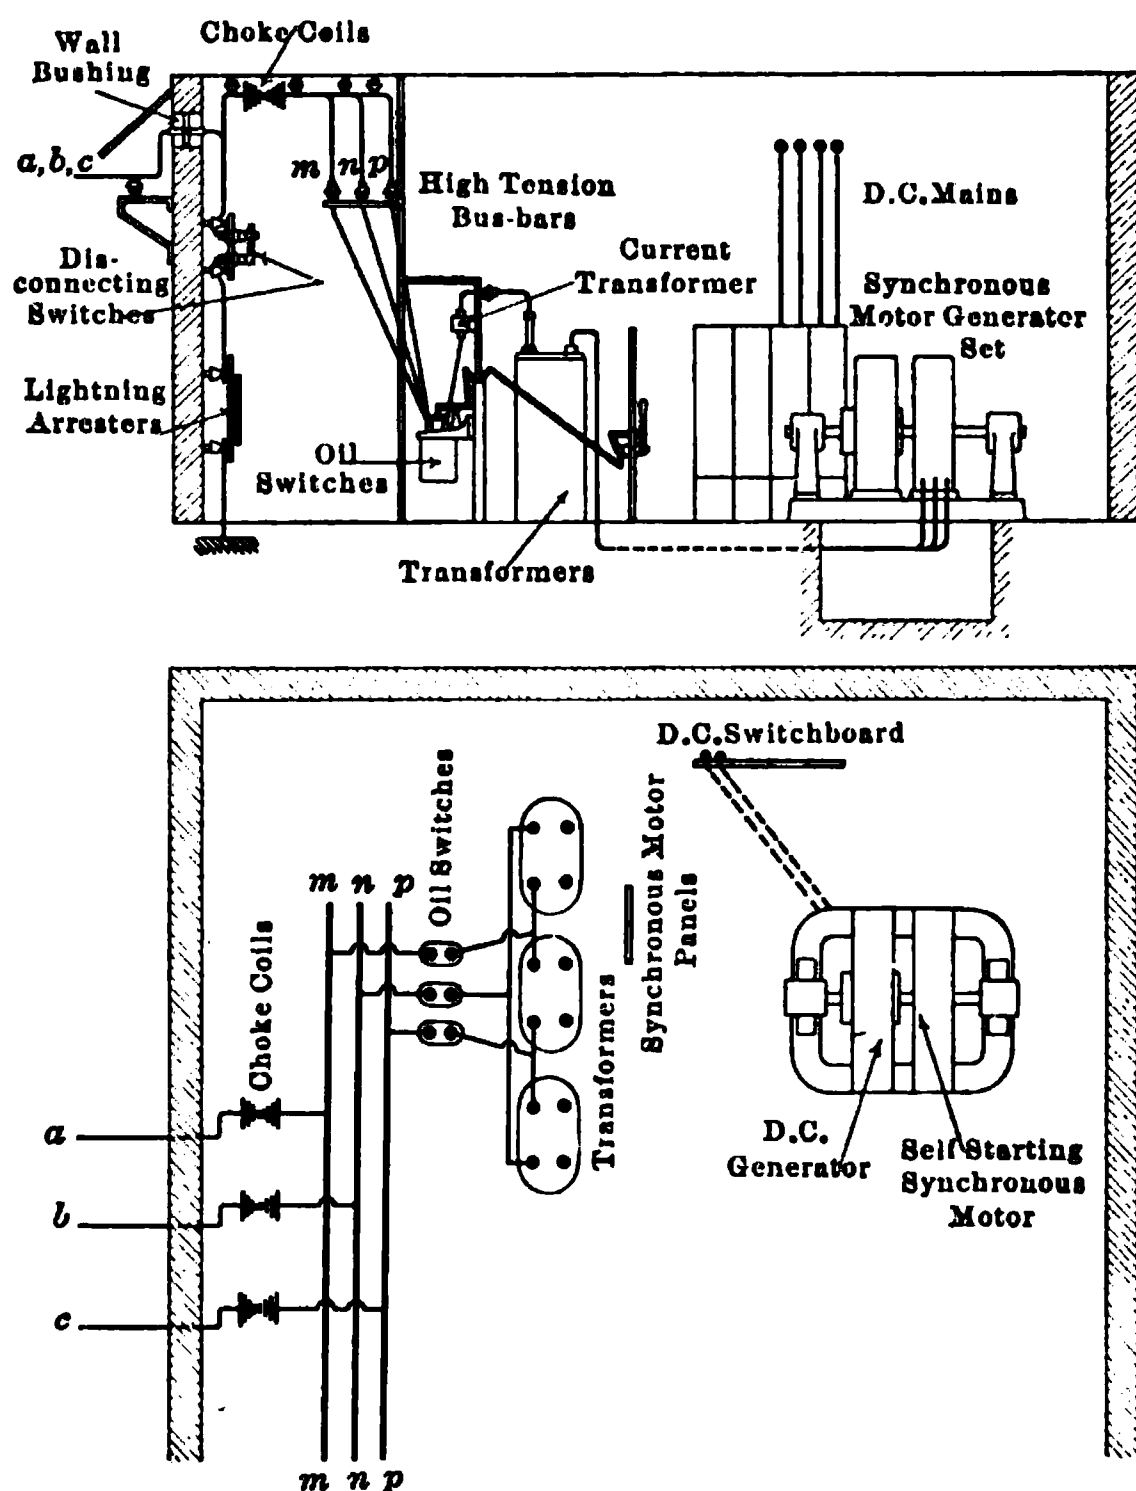 Choke Coils
Wall
Bushing
a, b, c
m n p
High Tension
Bus-bars
D.C. Mains
Current
Transformer
Dis-
connecting
Switches
Synchronous
Motor Generator
Set
Lightning
Arresters
Oil
Switches
Transformers
D.C. Switchboard
Oil Switches
Synchronous Motor
Panels
m n p
Choke Coils
Transformers
a
b
c
D.C.
Generator
Self Starting
Synchronous
Motor
m n p